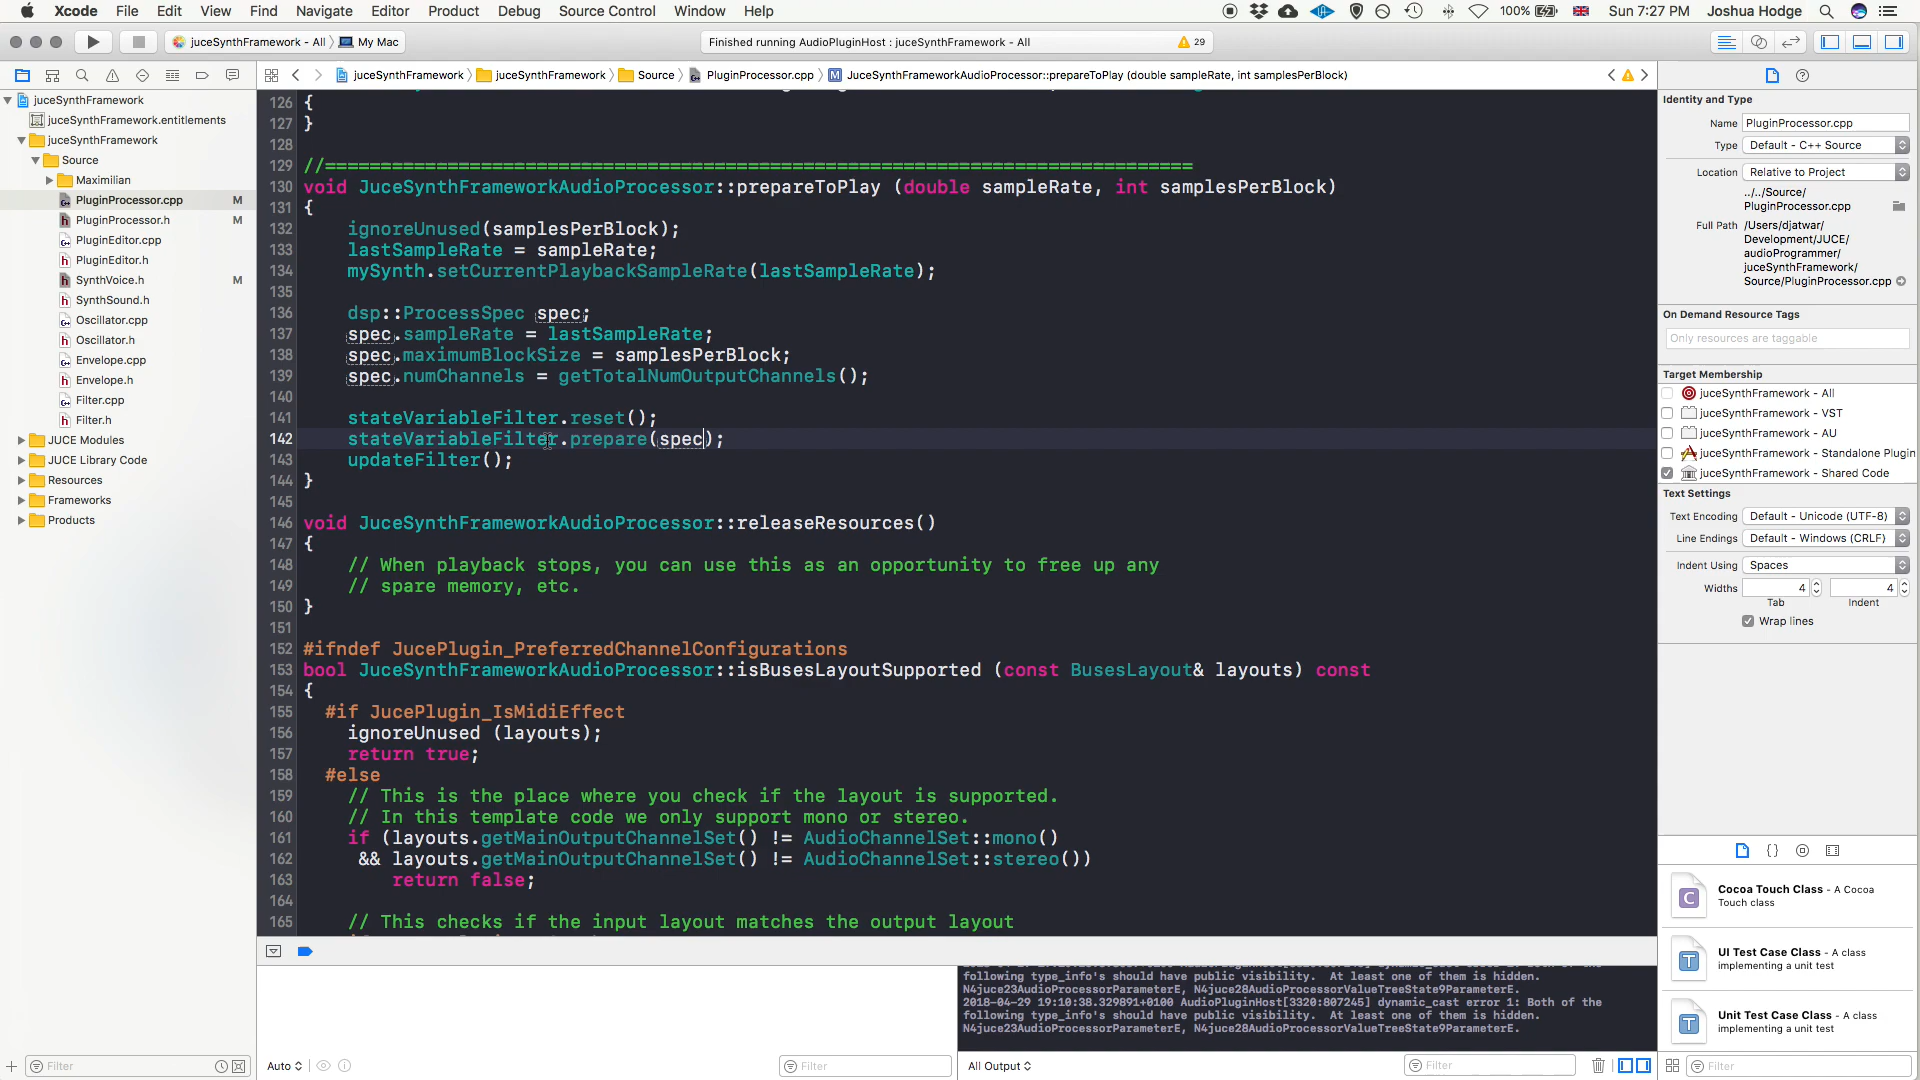 Xcode File Edit View Find Navigate Editor Product Debug Source Control Window Help
100% Sun 7:27 PM Joshua Hodge
juceSynthFramework - All My Mac
Finished running AudioPluginHost : juceSynthFramework - All
29
juceSynthFramework juceSynthFramework Source PluginProcessor.cpp JuceSynthFrameworkAudioProcessor::prepareToPlay (double sampleRate, int samplesPerBlock)
juceSynthFramework
juceSynthFramework.entitlements
juceSynthFramework
Source
Maximilian
PluginProcessor.cpp M
PluginProcessor.h M
PluginEditor.cpp
PluginEditor.h
SynthVoice.h M
SynthSound.h
Oscillator.cpp
Oscillator.h
Envelope.cpp
Envelope.h
Filter.cpp
Filter.h
JUCE Modules
JUCE Library Code
Resources
Frameworks
Products
Filter
126 {
127 }
128
129 //==============================================================================
130 void JuceSynthFrameworkAudioProcessor::prepareToPlay (double sampleRate, int samplesPerBlock)
131 {
132 ignoreUnused(samplesPerBlock);
133 lastSampleRate = sampleRate;
134 mySynth.setCurrentPlaybackSampleRate(lastSampleRate);
135
136 dsp::ProcessSpec spec;
137 spec.sampleRate = lastSampleRate;
138 spec.maximumBlockSize = samplesPerBlock;
139 spec.numChannels = getTotalNumOutputChannels();
140
141 stateVariableFilter.reset();
142 stateVariableFilter.prepare(spec);
143 updateFilter();
144 }
145
146 void JuceSynthFrameworkAudioProcessor::releaseResources()
147 {
148 // When playback stops, you can use this as an opportunity to free up any
149 // spare memory, etc.
150 }
151
152 #ifndef JucePlugin_PreferredChannelConfigurations
153 bool JuceSynthFrameworkAudioProcessor::isBusesLayoutSupported (const BusesLayout& layouts) const
154 {
155 #if JucePlugin_IsMidiEffect
156 ignoreUnused (layouts);
157 return true;
158 #else
159 // This is the place where you check if the layout is supported.
160 // In this template code we only support mono or stereo.
161 if (layouts.getMainOutputChannelSet() != AudioChannelSet::mono()
162 && layouts.getMainOutputChannelSet() != AudioChannelSet::stereo())
163 return false;
164
165 // This checks if the input layout matches the output layout
Auto
Filter
following type_info's should have public visibility. At least one of them is hidden.
N4juce23AudioProcessorParameterE, N4juce28AudioProcessorValueTreeState9ParameterE.
2018-04-29 19:10:38.329891+0100 AudioPluginHost[3320:807245] dynamic_cast error 1: Both of the
following type_info's should have public visibility. At least one of them is hidden.
N4juce23AudioProcessorParameterE, N4juce28AudioProcessorValueTreeState9ParameterE.
All Output
Filter
Identity and Type
Name PluginProcessor.cpp
Type Default - C++ Source
Location Relative to Project
../../Source/
PluginProcessor.cpp
Full Path /Users/djatwar/
Development/JUCE/
audioProgrammer/
juceSynthFramework/
Source/PluginProcessor.cpp
On Demand Resource Tags
Only resources are taggable
Target Membership
juceSynthFramework - All
juceSynthFramework - VST
juceSynthFramework - AU
juceSynthFramework - Standalone Plugin
juceSynthFramework - Shared Code
Text Settings
Text Encoding Default - Unicode (UTF-8)
Line Endings Default - Windows (CRLF)
Indent Using Spaces
Widths 4 4
Tab Indent
Wrap lines
Cocoa Touch Class - A Cocoa
Touch class
UI Test Case Class - A class
implementing a unit test
Unit Test Case Class - A class
implementing a unit test
Filter